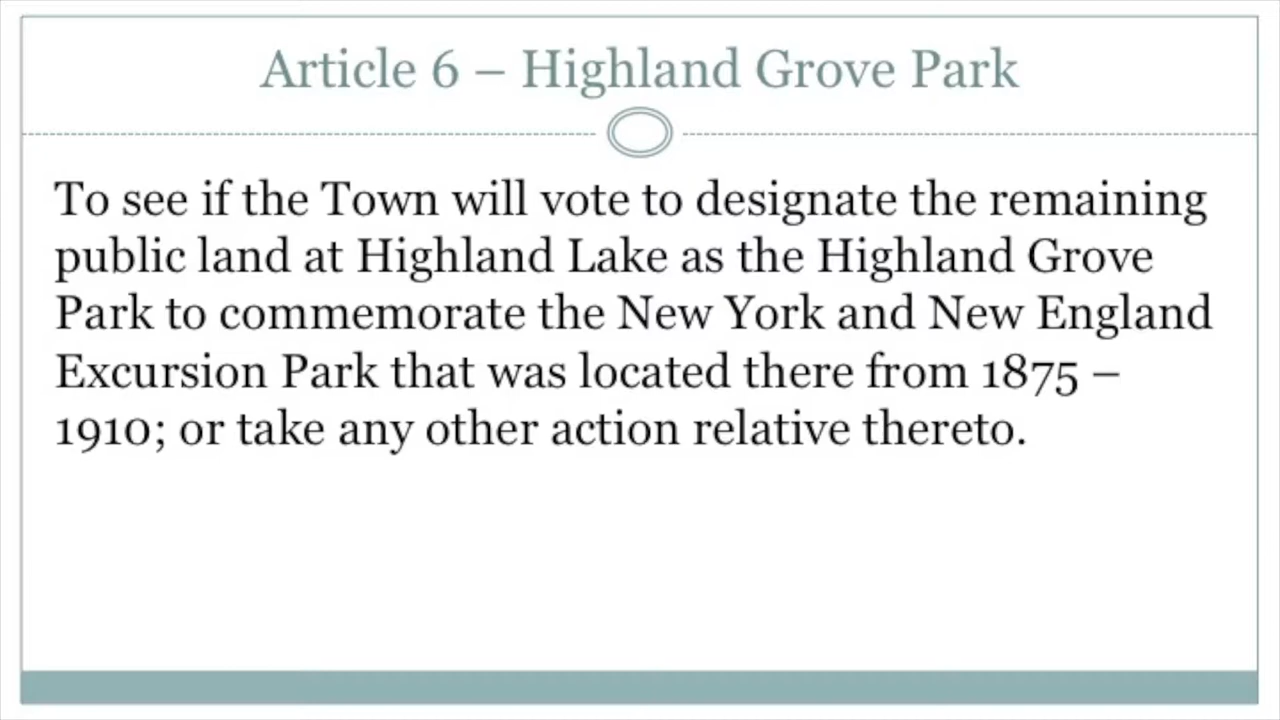 Article 6 – Highland Grove Park
To see if the Town will vote to designate the remaining
public land at Highland Lake as the Highland Grove
Park to commemorate the New York and New England
Excursion Park that was located there from 1875 –
1910; or take any other action relative thereto.